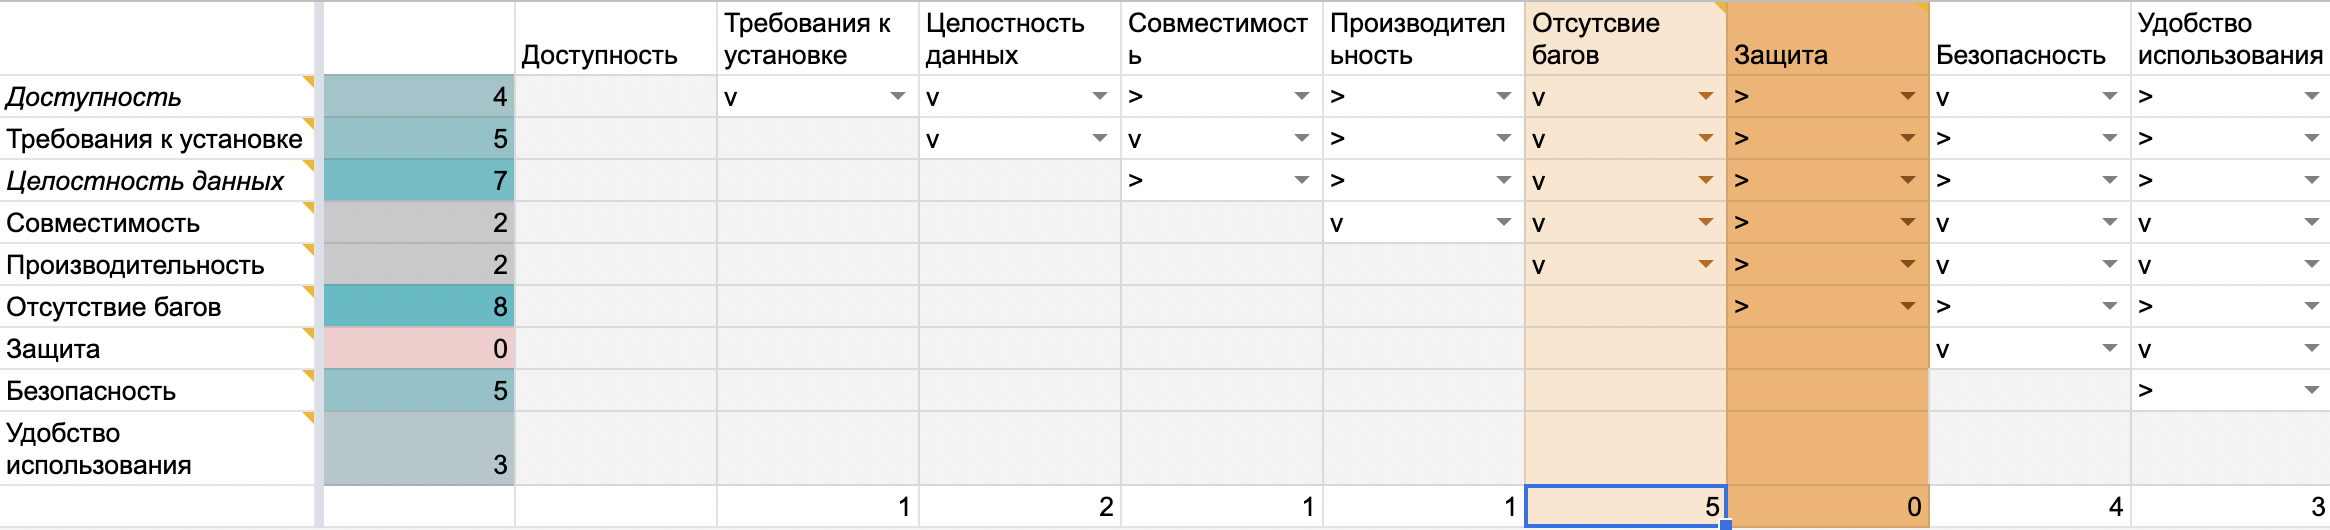 Доступность Требования к установке Целостность данных Совместимость Производительность Отсутсвие багов Защита Безопасность Удобство использования
Доступность 4 v v > > v > v >
Требования к установке 5 v v > v > > >
Целостность данных 7 > > v > > >
Совместимость 2 v v > v v
Производительность 2 v > v v
Отсутствие багов 8 > > >
Защита 0 v v
Безопасность 5 >
Удобство
использования 3
1 2 1 1 5 0 4 3